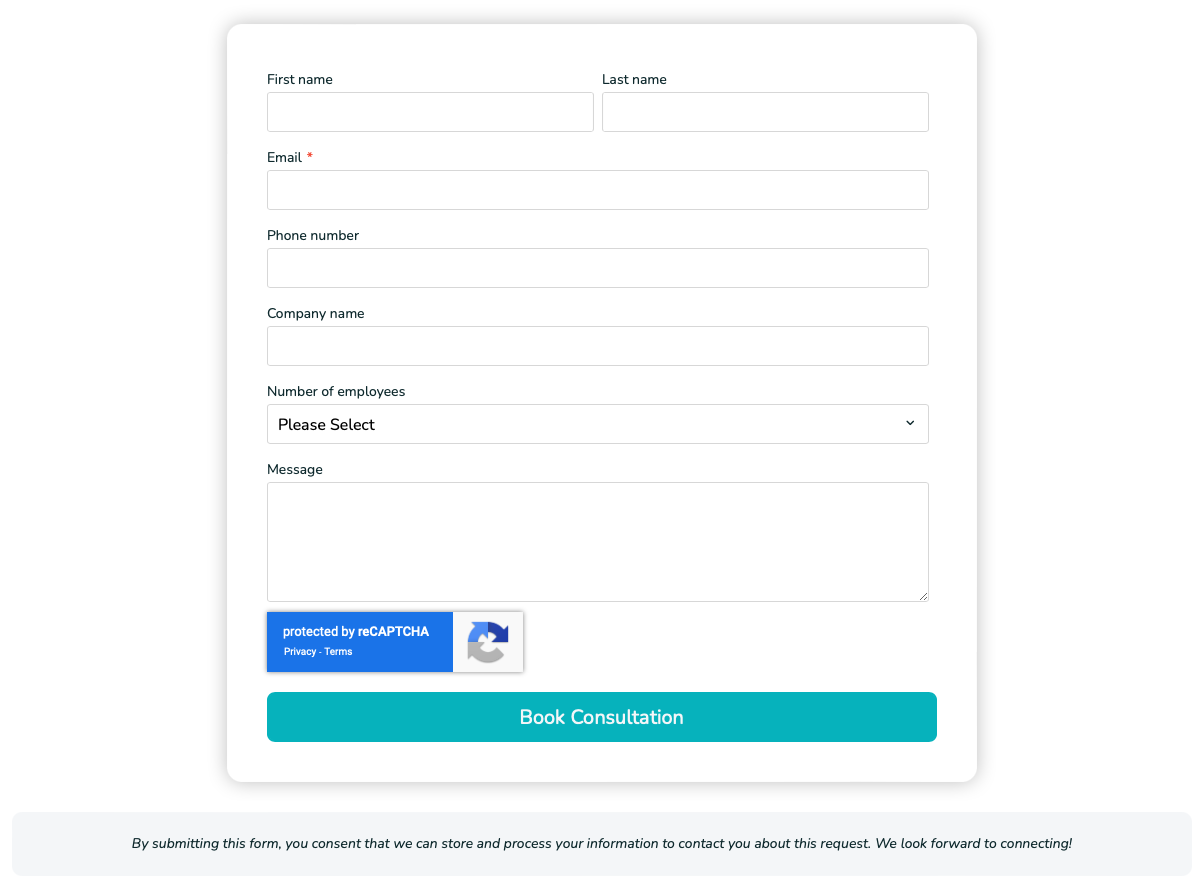 First name
Last name
Email *
Phone number
Company name
Number of employees
Please Select
Message
protected by reCAPTCHA
Privacy - Terms
Book Consultation
By submitting this form, you consent that we can store and process your information to contact you about this request. We look forward to connecting!